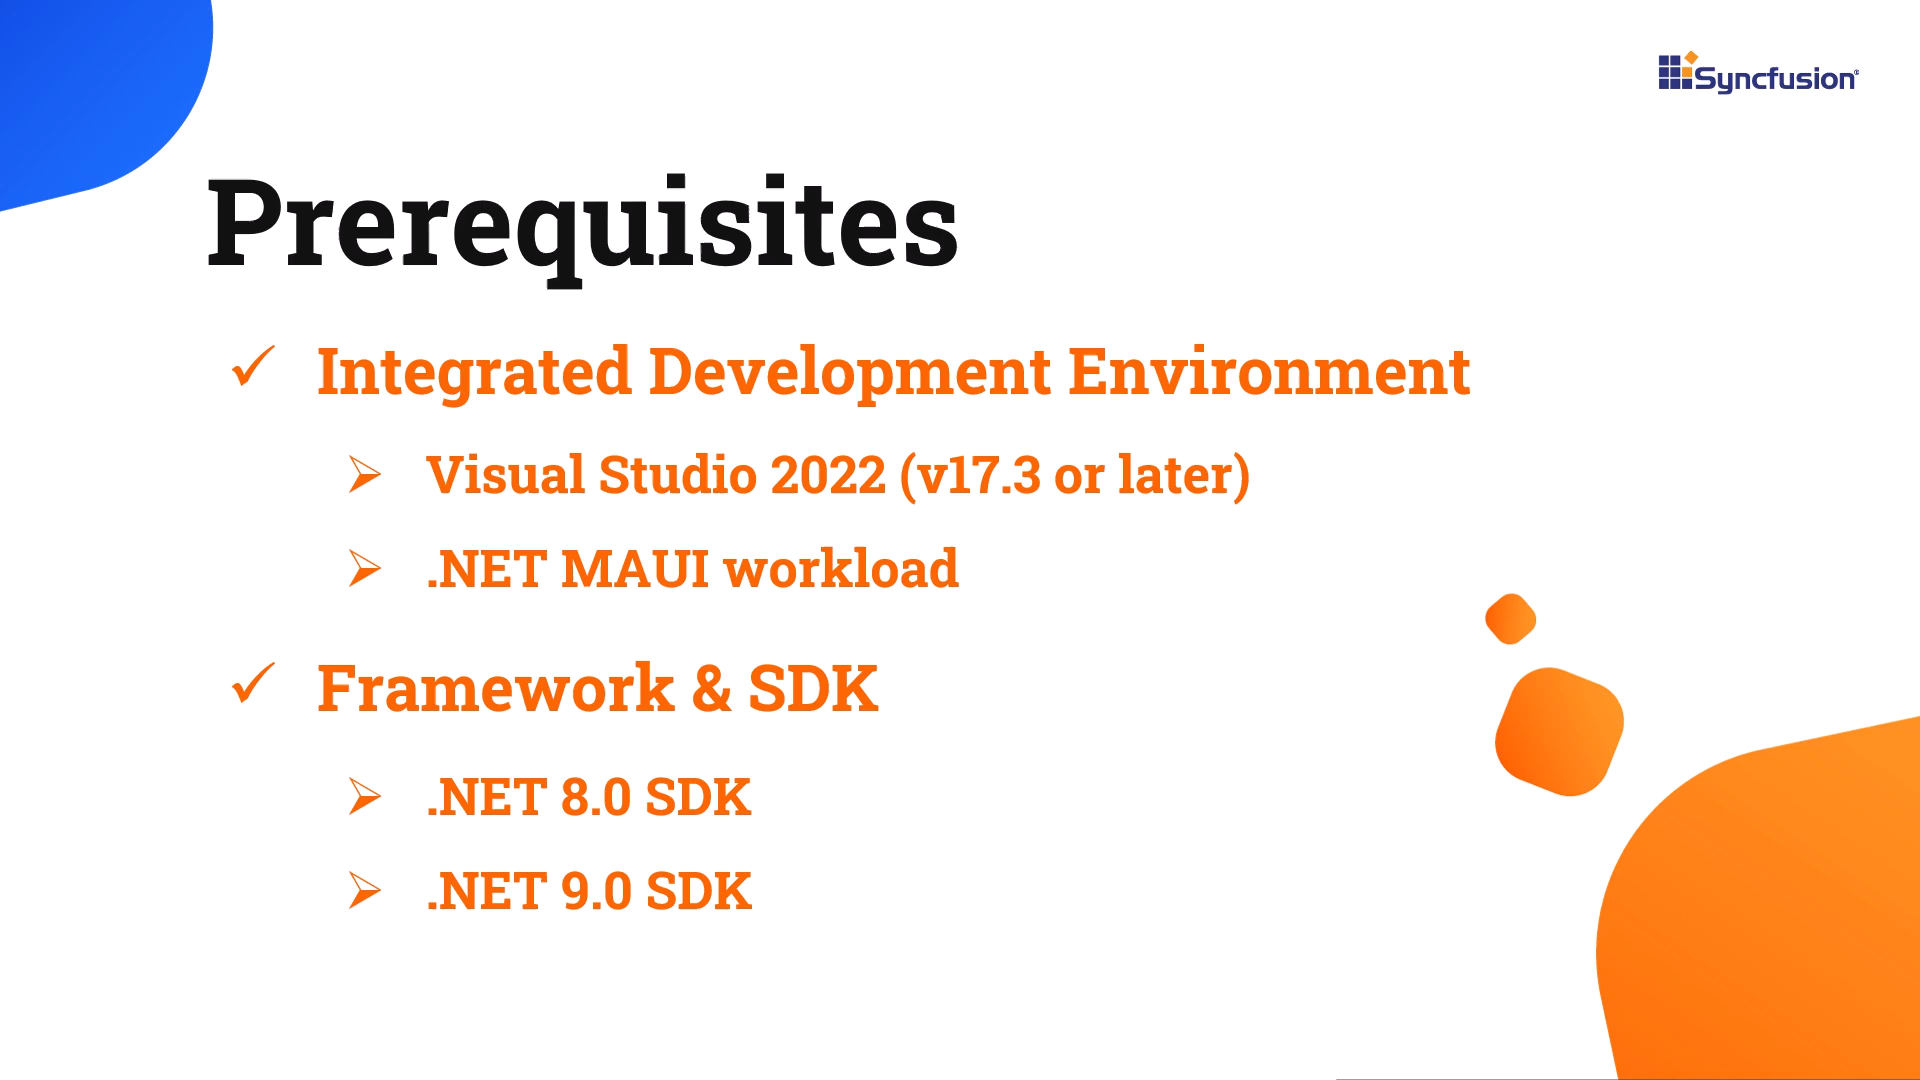 Syncfusion®
Prerequisites
✓ Integrated Development Environment
➢ Visual Studio 2022 (v17.3 or later)
➢ .NET MAUI workload
✓ Framework & SDK
➢ .NET 8.0 SDK
➢ .NET 9.0 SDK